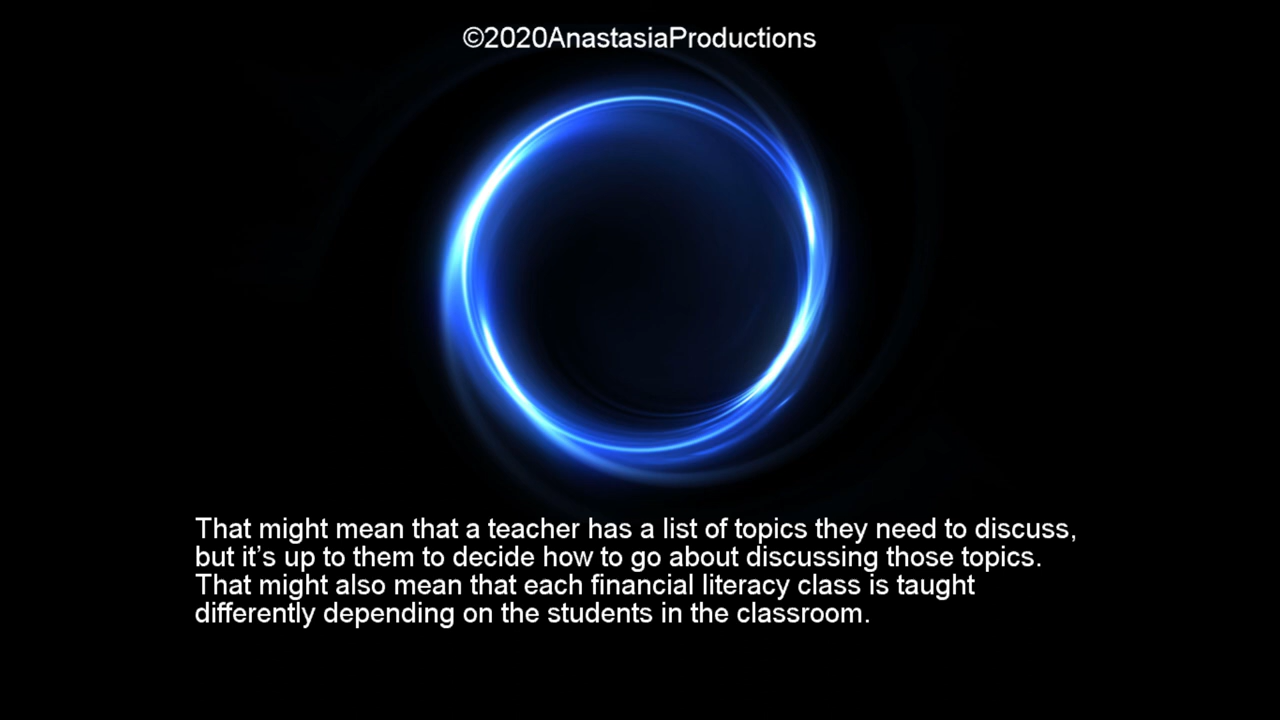 ©2020AnastasiaProductions
That might mean that a teacher has a list of topics they need to discuss,
but it’s up to them to decide how to go about discussing those topics.
That might also mean that each financial literacy class is taught
differently depending on the students in the classroom.